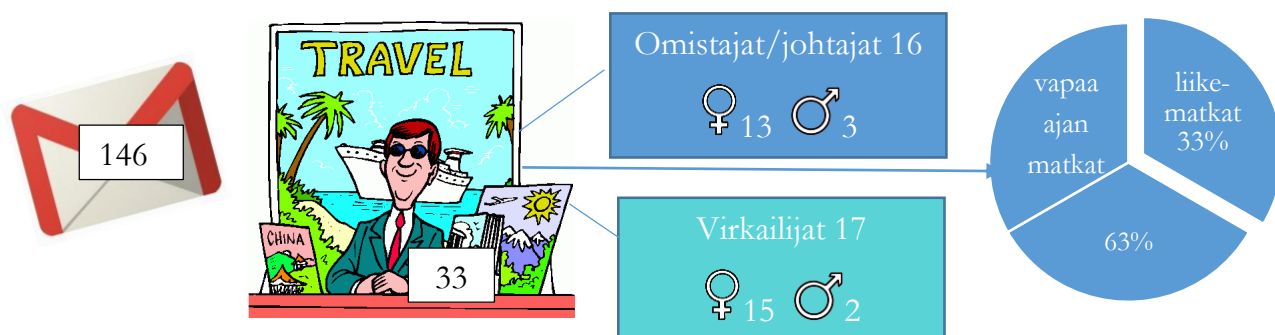 146
TRAVEL
CHINA
33
Omistajat/johtajat 16
♀ 13 ♂ 3
Virkailijat 17
♀ 15 ♂ 2
vapaa
ajan
matkat
63%
liike-
matkat
33%